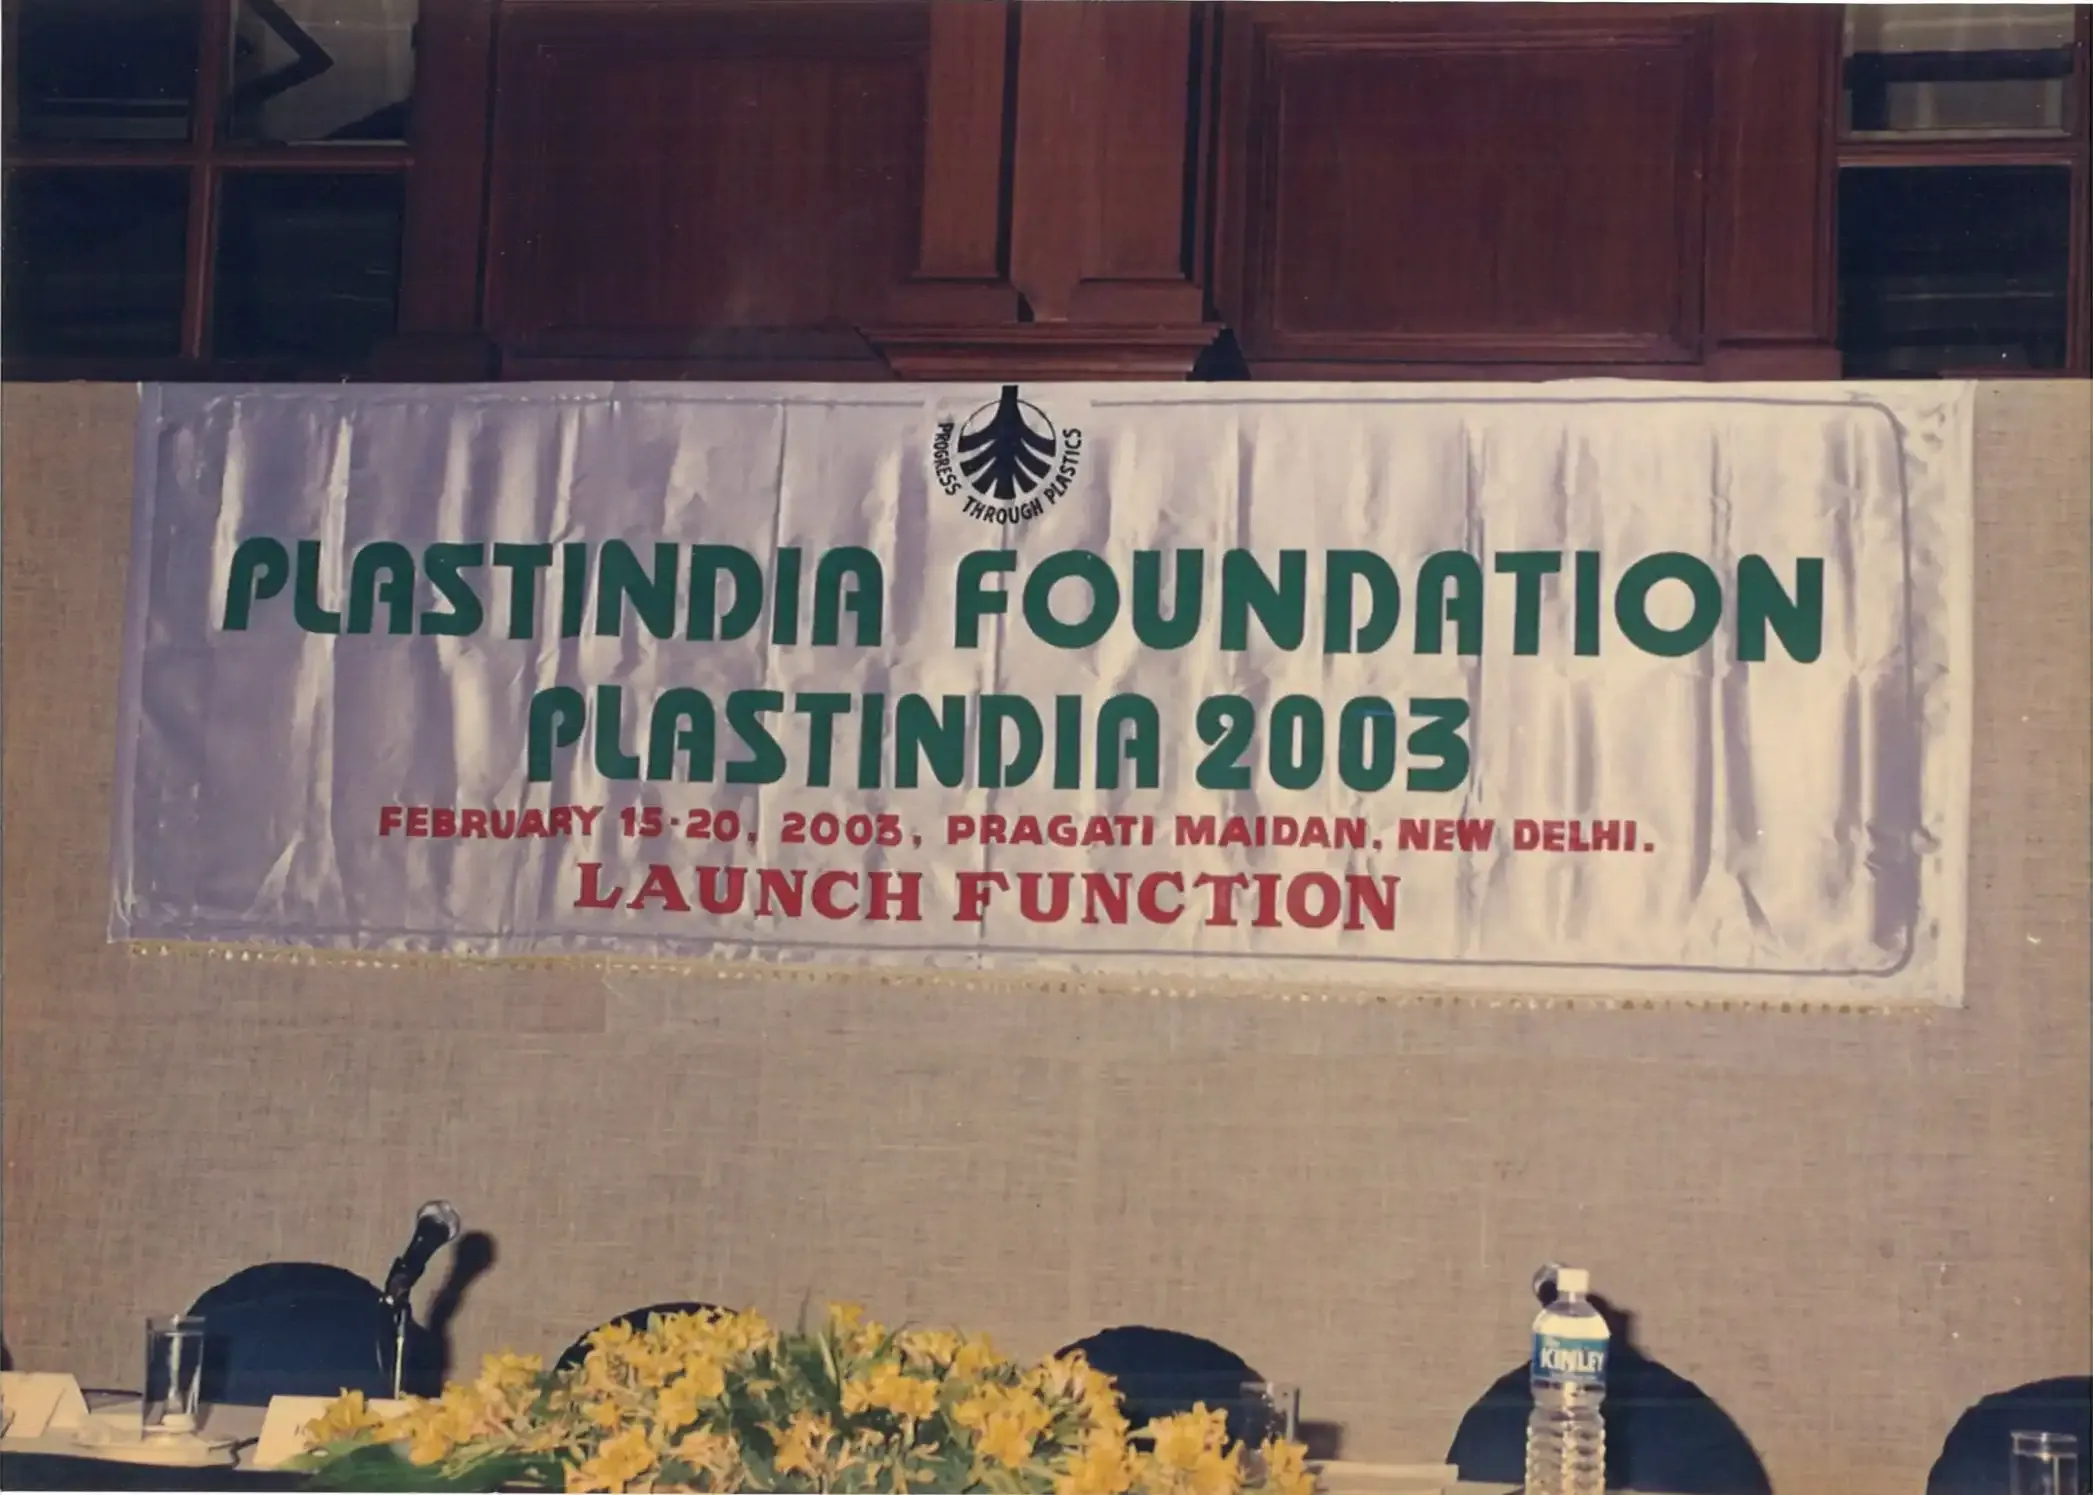 PROGRESS THROUGH PLASTICS
PLASTINDIA FOUNDATION
PLASTINDIA 2003
FEBRUARY 15-20, 2003, PRAGATI MAIDAN, NEW DELHI.
LAUNCH FUNCTION
KINLEY